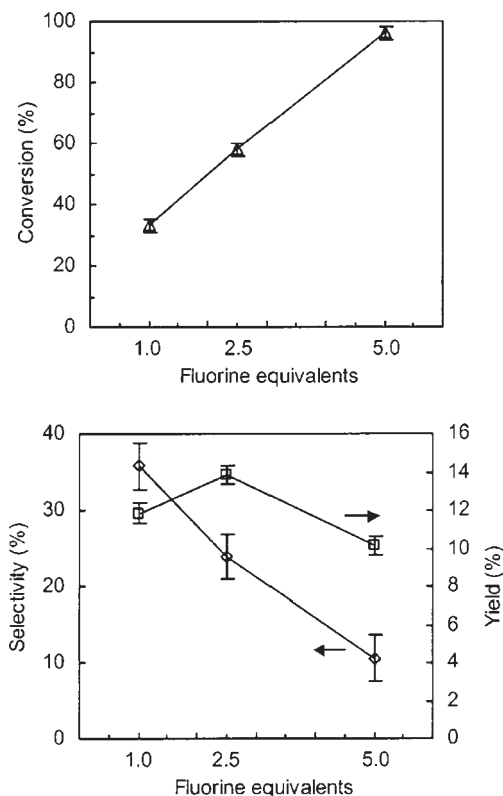 100
80
60
40
20
0
Conversion (%)
1.0 2.5 5.0
Fluorine equivalents
40
30
20
10
0
Selectivity (%)
16
14
12
10
8
6
4
2
0
Yield (%)
1.0 2.5 5.0
Fluorine equivalents